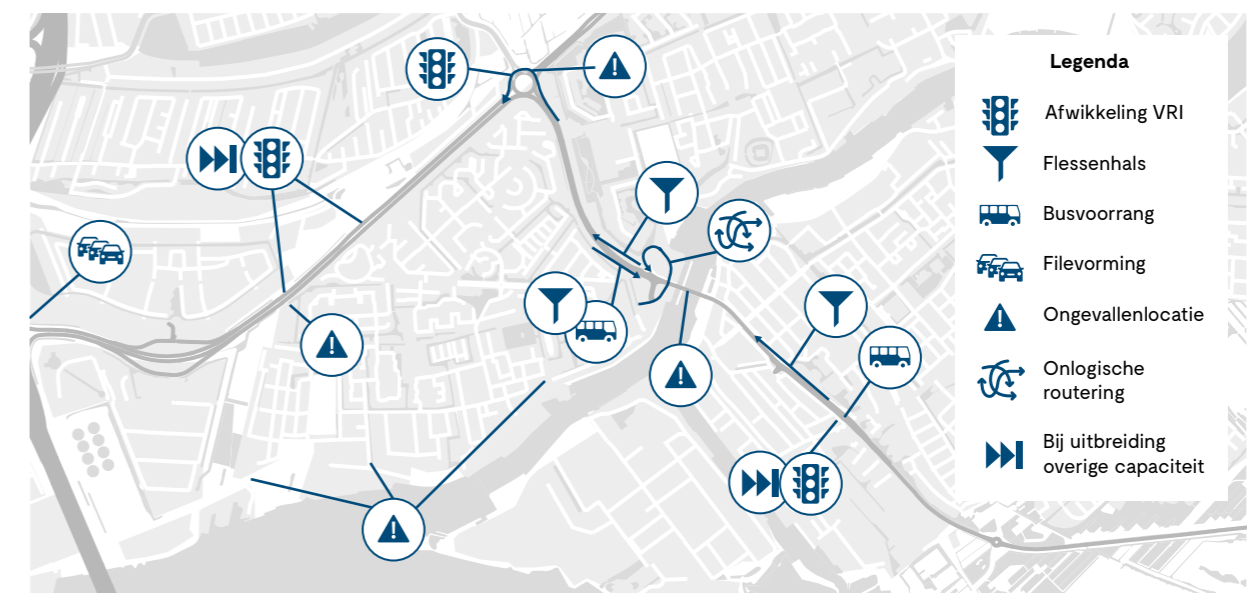 Legenda
Afwikkeling VRI
Flessenhals
Busvoorrang
Filevorming
Ongevallenlocatie
Onlogische
routering
Bij uitbreiding
overige capaciteit